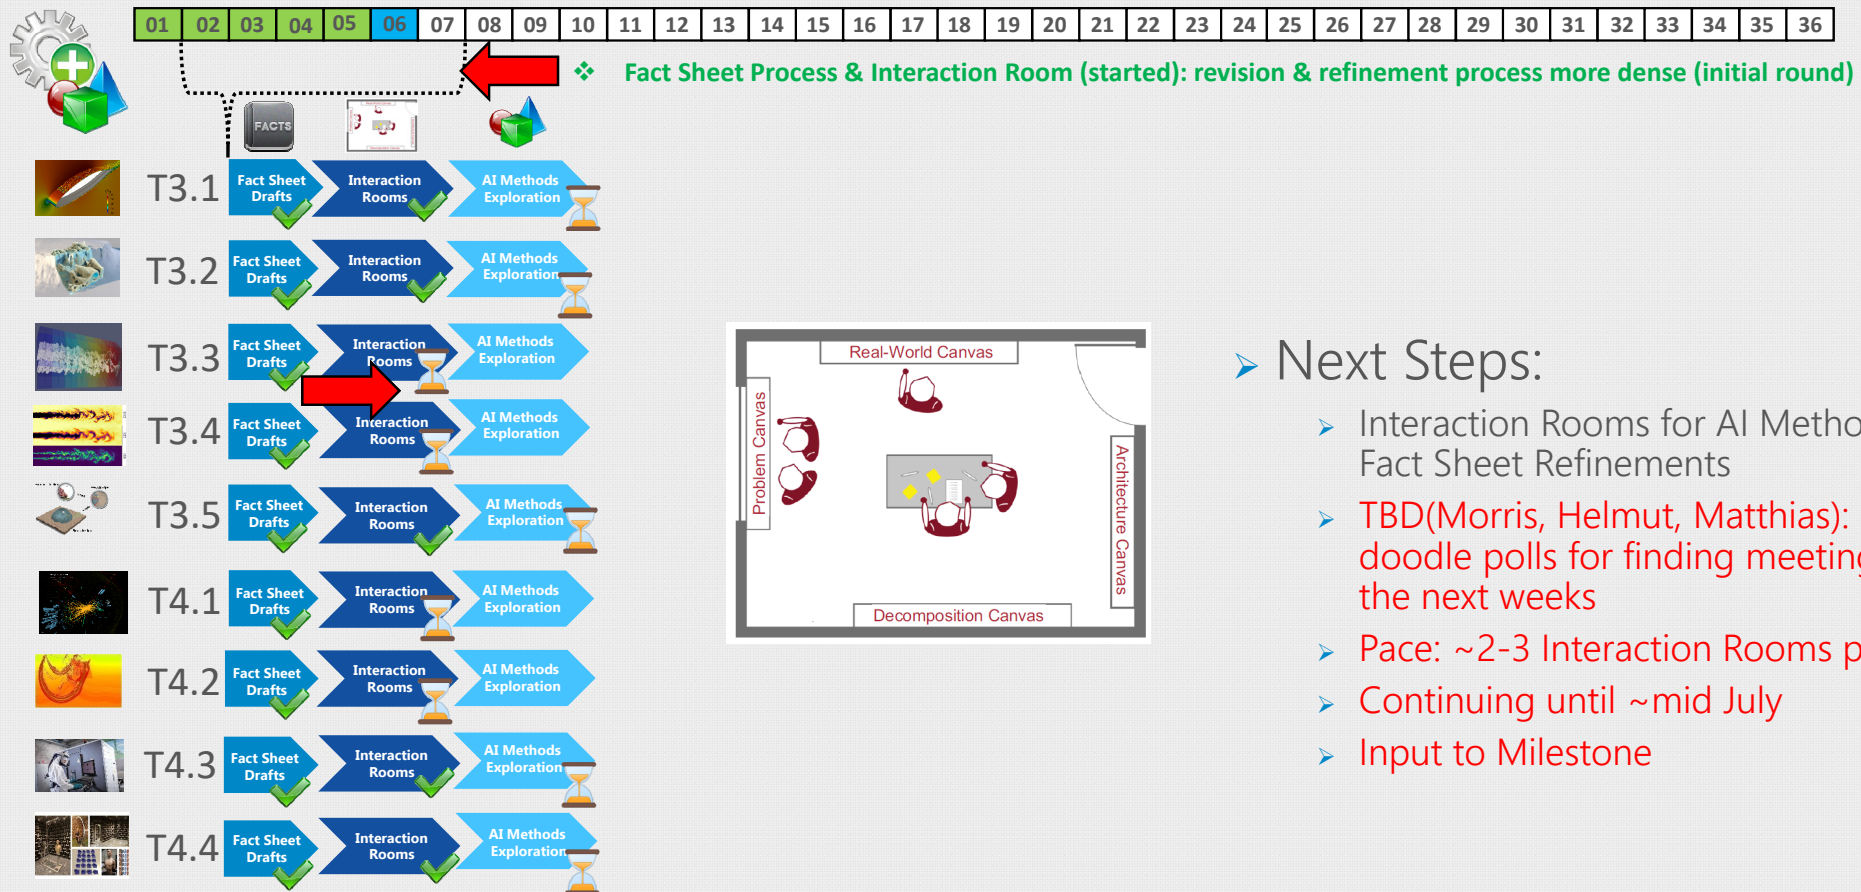 01 02 03 04 05 06 07 08 09 10 11 12 13 14 15 16 17 18 19 20 21 22 23 24 25 26 27 28 29 30 31 32 33 34 35 36
❖ Fact Sheet Process & Interaction Room (started): revision & refinement process more dense (initial round)
FACTS
T3.1
Fact Sheet
Drafts
Interaction
Rooms
AI Methods
Exploration
T3.2
Fact Sheet
Drafts
Interaction
Rooms
AI Methods
Exploration
T3.3
Fact Sheet
Drafts
Interaction
Rooms
AI Methods
Exploration
T3.4
Fact Sheet
Drafts
Interaction
Rooms
AI Methods
Exploration
T3.5
Fact Sheet
Drafts
Interaction
Rooms
AI Methods
Exploration
T4.1
Fact Sheet
Drafts
Interaction
Rooms
AI Methods
Exploration
T4.2
Fact Sheet
Drafts
Interaction
Rooms
AI Methods
Exploration
T4.3
Fact Sheet
Drafts
Interaction
Rooms
AI Methods
Exploration
T4.4
Fact Sheet
Drafts
Interaction
Rooms
AI Methods
Exploration
Real-World Canvas
Problem Canvas
Architecture Canvas
Decomposition Canvas
➢ Next Steps:
➢ Interaction Rooms for AI Metho
Fact Sheet Refinements
➢ TBD(Morris, Helmut, Matthias):
doodle polls for finding meeting
the next weeks
➢ Pace: ~2-3 Interaction Rooms p
➢ Continuing until ~mid July
➢ Input to Milestone